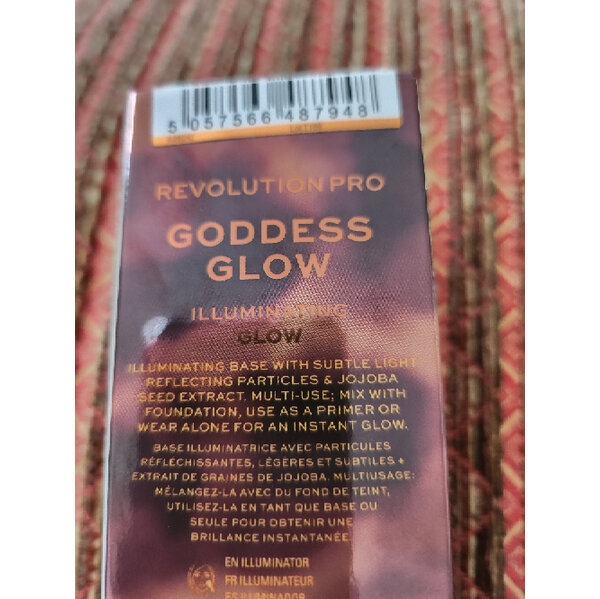 5 057566 487948
REVOLUTION PRO
GODDESS
GLOW
ILLUMINATING
GLOW
ILLUMINATING BASE WITH SUBTLE LIGHT
REFLECTING PARTICLES & JOJOBA
SEED EXTRACT. MULTI-USE; MIX WITH
FOUNDATION, USE AS A PRIMER OR
WEAR ALONE FOR AN INSTANT GLOW.
BASE ILLUMINATRICE AVEC PARTICULES
RÉFLÉCHISSANTES, LÉGÈRES ET SUBTILES +
EXTRAIT DE GRAINES DE JOJOBA. MULTIUSAGE:
MÉLANGEZ-LA AVEC DU FOND DE TEINT,
UTILISEZ-LA EN TANT QUE BASE OU
SEULE POUR OBTENIR UNE
BRILLANCE INSTANTANÉE.
EN ILLUMINATOR
FR ILLUMINATEUR
ES ILUMINADOR